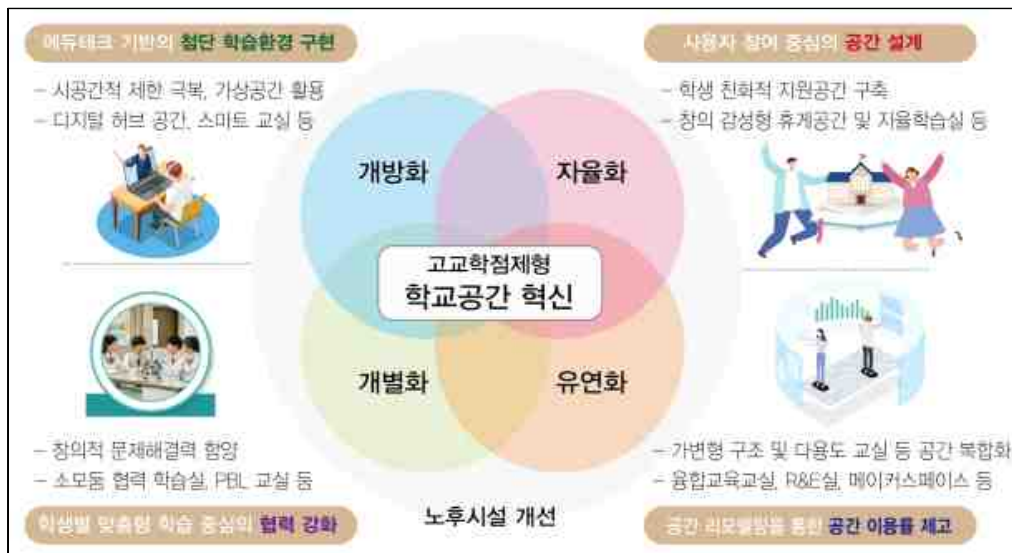 에듀테크 기반의 첨단 학습환경 구현
- 시공간적 제한 극복, 가상공간 활용
- 디지털 허브 공간, 스마트 교실 등
사용자 참여 중심의 공간 설계
- 학생 친화적 지원공간 구축
- 창의 감성형 휴게공간 및 자율학습실 등
개방화
자율화
고교학점제형
학교공간 혁신
개별화
유연화
- 창의적 문제해결력 함양
- 소모둠 협력 학습실, PBL 교실 등
학생별 맞춤형 학습 중심의 협력 강화
노후시설 개선
- 가변형 구조 및 다용도 교실 등 공간 복합화
- 융합교육교실, R&E실, 메이커스페이스 등
공간 리모델링을 통한 공간 이용률 제고